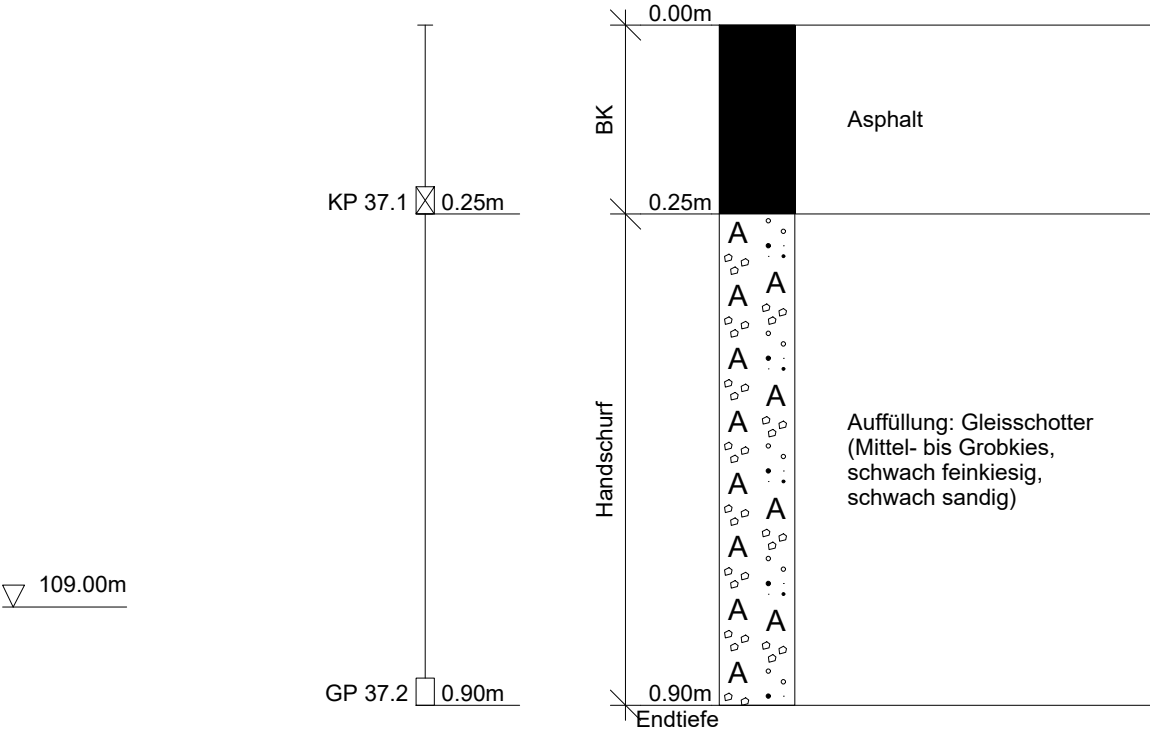 0.00m
BK
Asphalt
KP 37.1 0.25m
0.25m
A
A
A
A
A
A
A
A
A
A
A
A
Handschurf
Auffüllung: Gleisschotter
(Mittel- bis Grobkies,
schwach feinkiesig,
schwach sandig)
109.00m
GP 37.2 0.90m
0.90m
Endtiefe